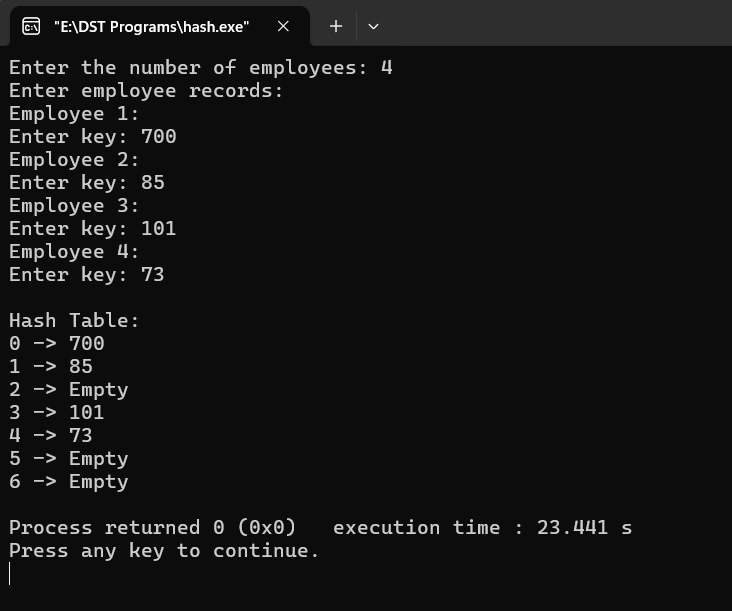 "E:\DST Programs\hash.exe"
Enter the number of employees: 4
Enter employee records:
Employee 1:
Enter key: 700
Employee 2:
Enter key: 85
Employee 3:
Enter key: 101
Employee 4:
Enter key: 73
Hash Table:
0 -> 700
1 -> 85
2 -> Empty
3 -> 101
4 -> 73
5 -> Empty
6 -> Empty
Process returned 0 (0x0)   execution time : 23.441 s
Press any key to continue.